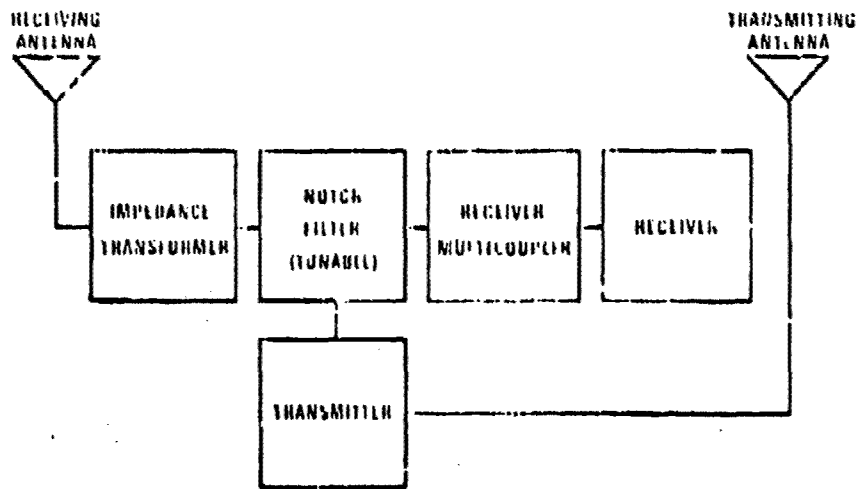 RECEIVING
ANTENNA
TRANSMITTING
ANTENNA
IMPEDANCE
TRANSFORMER
NOTCH
FILTER
(TUNABLE)
RECEIVER
MULTICOUPLER
RECEIVER
TRANSMITTER